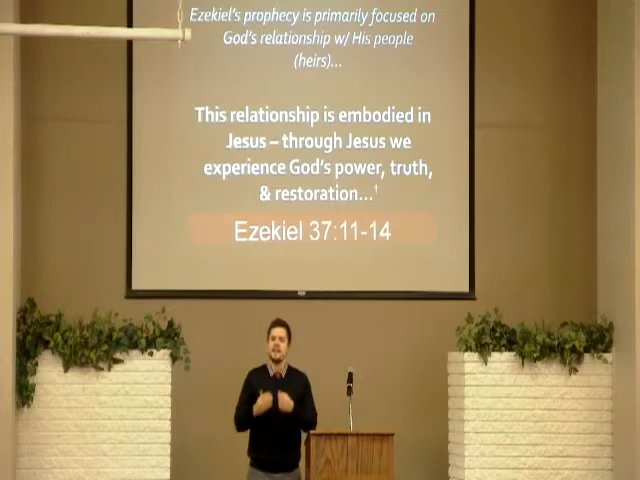 Ezekiel's prophecy is primarily focused on
God's relationship w/ His people
(heirs)...
This relationship is embodied in
Jesus – through Jesus we
experience God's power, truth,
& restoration...†
Ezekiel 37:11-14